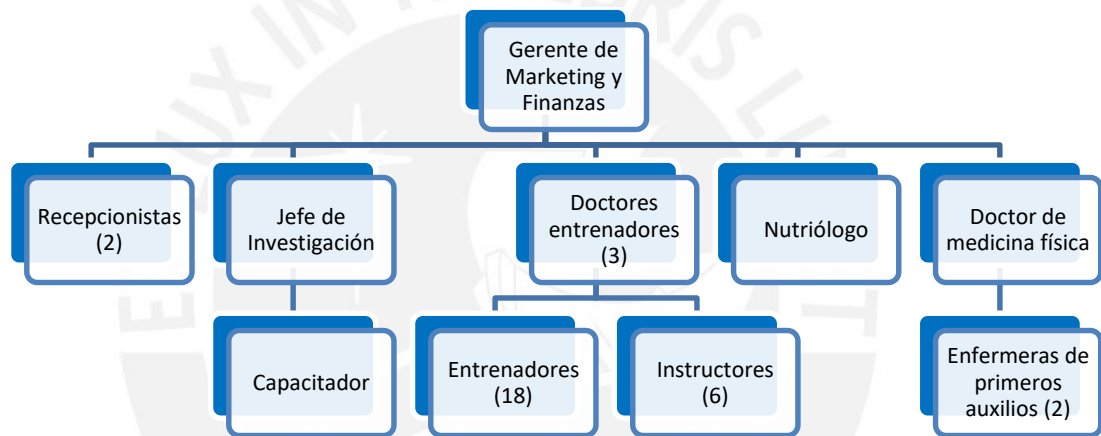 Gerente de
Marketing y
Finanzas
Recepcionistas
(2)
Jefe de
Investigación
Doctores
entrenadores
(3)
Nutriólogo
Doctor de
medicina física
Capacitador
Entrenadores
(18)
Instructores
(6)
Enfermeras de
primeros
auxilios (2)